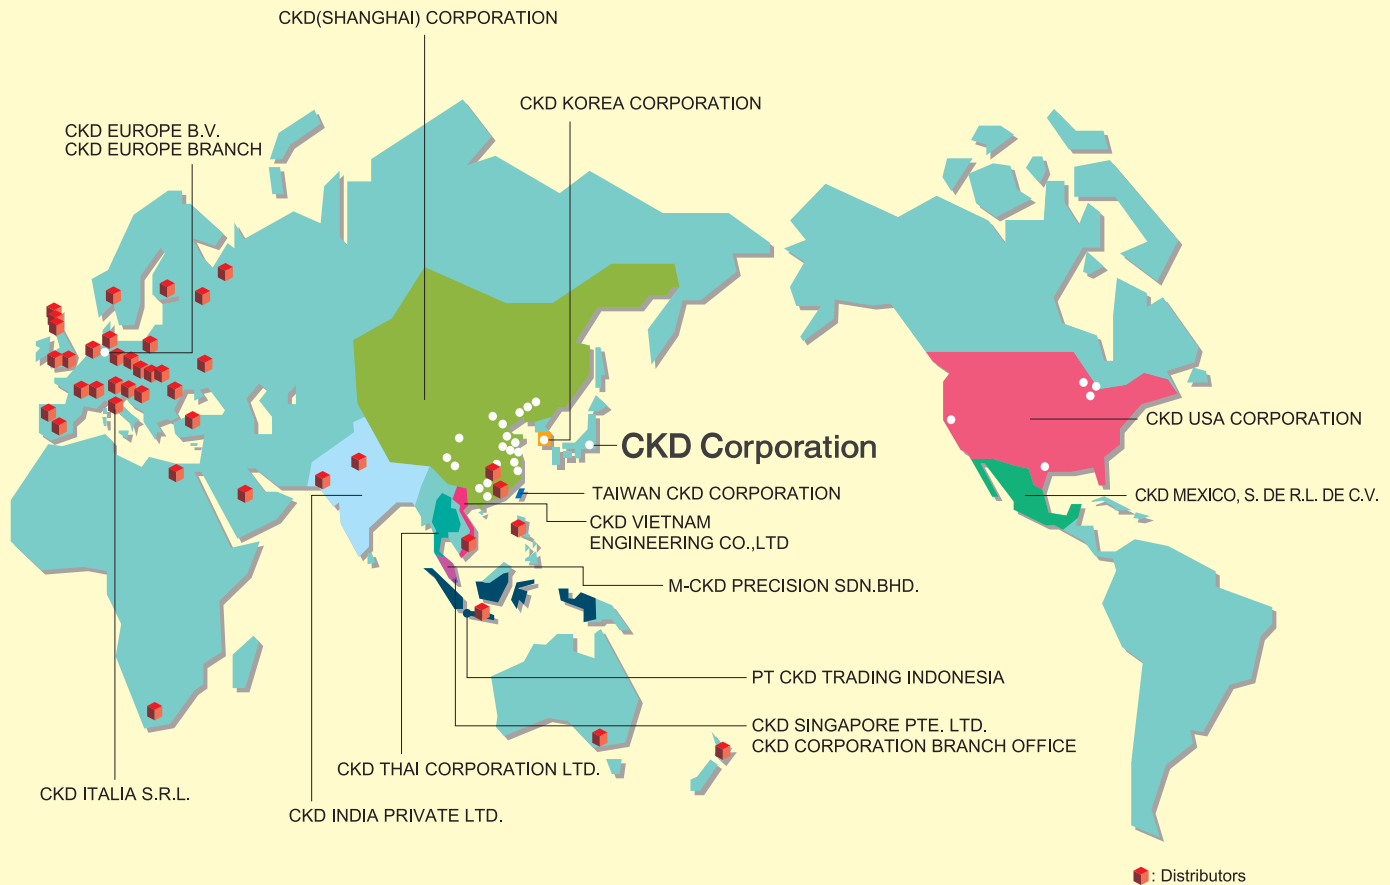 CKD(SHANGHAI) CORPORATION
CKD KOREA CORPORATION
CKD EUROPE B.V.
CKD EUROPE BRANCH
CKD USA CORPORATION
CKD Corporation
TAIWAN CKD CORPORATION
CKD MEXICO, S. DE R.L. DE C.V.
CKD VIETNAM
ENGINEERING CO.,LTD
M-CKD PRECISION SDN.BHD.
PT CKD TRADING INDONESIA
CKD SINGAPORE PTE. LTD.
CKD CORPORATION BRANCH OFFICE
CKD THAI CORPORATION LTD.
CKD ITALIA S.R.L.
CKD INDIA PRIVATE LTD.
: Distributors